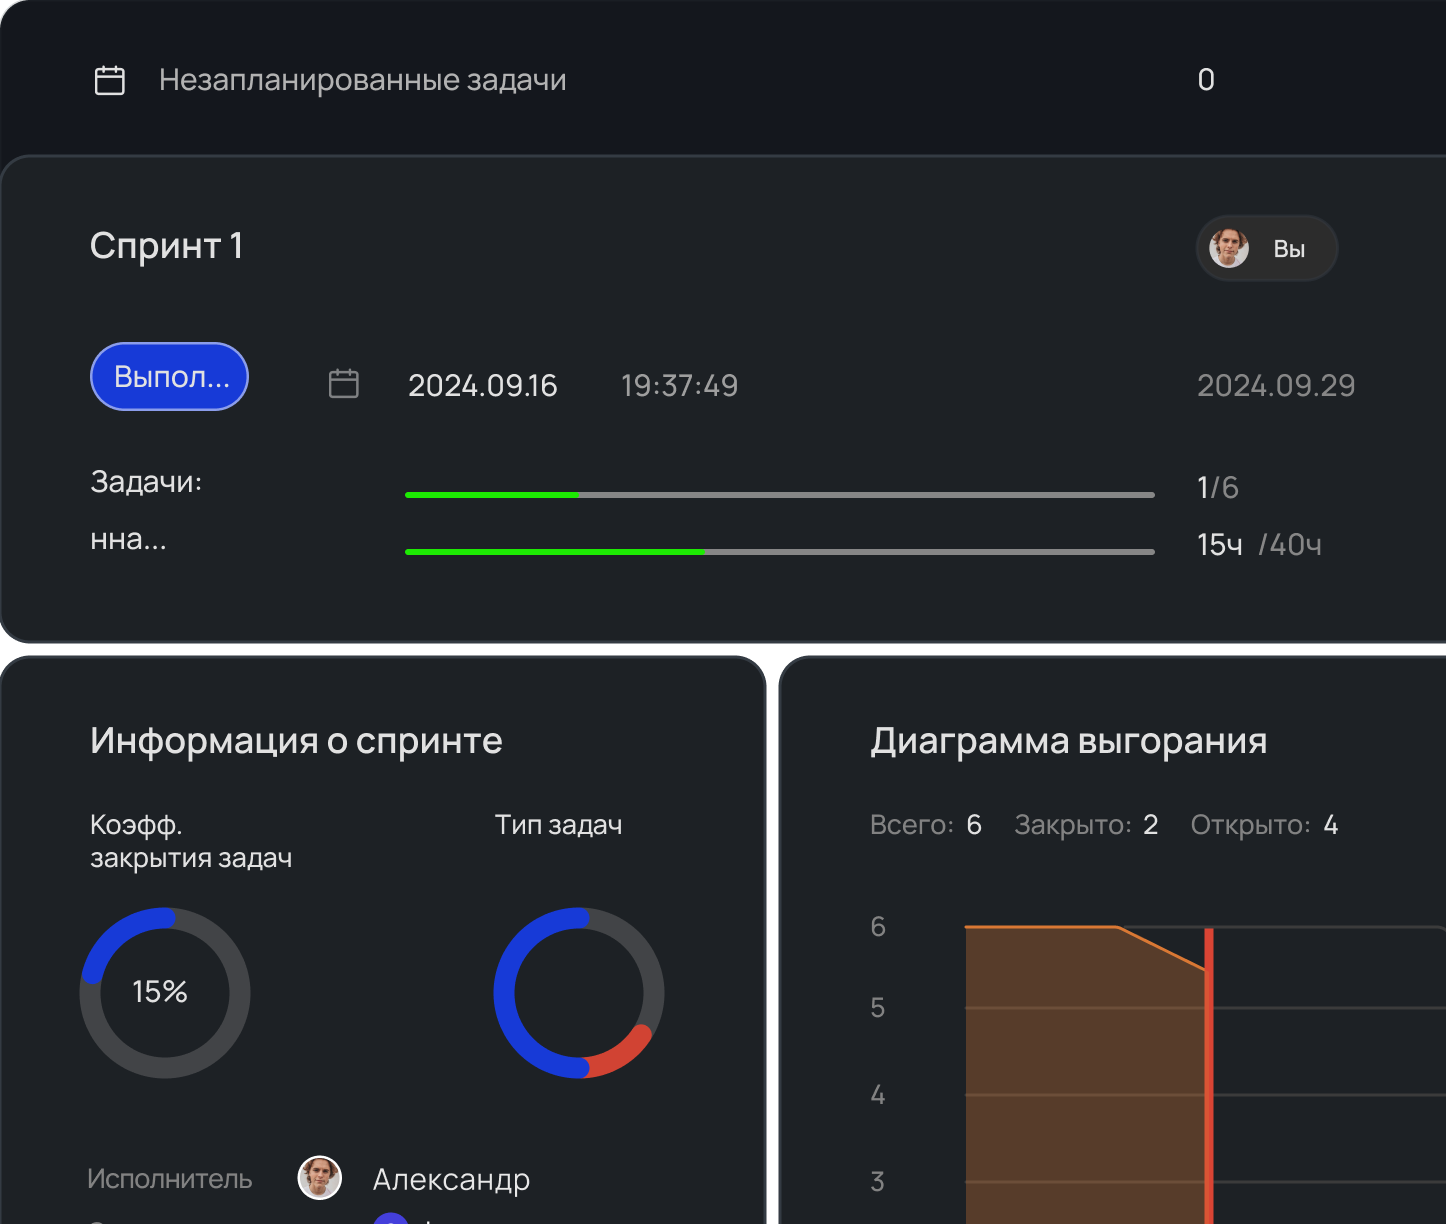 Незапланированные задачи 0
Спринт 1 Вы
Выпол... 2024.09.16 19:37:49 2024.09.29
Задачи: 1/6
нна... 15ч /40ч
Информация о спринте
Коэфф.
закрытия задач
Тип задач
15%
Исполнитель Александр
Диаграмма выгорания
Всего: 6 Закрыто: 2 Открыто: 4
6
5
4
3